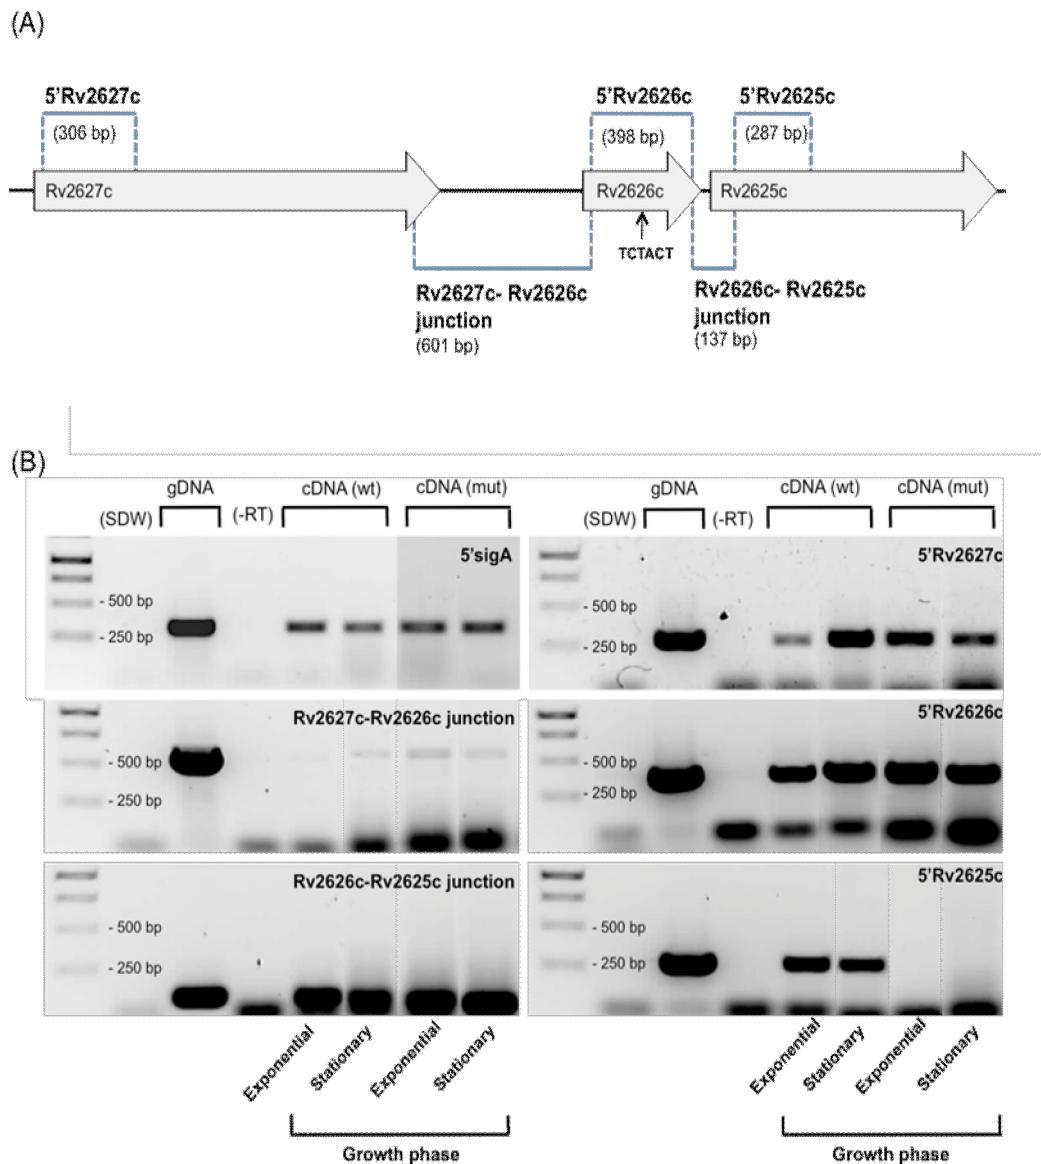 (A)
5'Rv2627c
5'Rv2626c
5'Rv2625c
(306 bp)
(398 bp)
(287 bp)
Rv2627c
Rv2626c
Rv2625c
TCTACT
Rv2627c- Rv2626c
junction
(601 bp)
Rv2626c- Rv2625c
junction
(137 bp)
(B)
gDNA
cDNA (wt)
cDNA (mut)
(SDW)
(-RT)
5'sigA
- 500 bp
- 250 bp
gDNA
cDNA (wt)
cDNA (mut)
(SDW)
(-RT)
5'Rv2627c
- 500 bp
- 250 bp
Rv2627c-Rv2626c junction
- 500 bp
- 250 bp
5'Rv2626c
- 500 bp
- 250 bp
Rv2626c-Rv2625c junction
- 500 bp
- 250 bp
5'Rv2625c
- 500 bp
- 250 bp
Exponential
Stationary
Exponential
Stationary
Growth phase
Exponential
Stationary
Exponential
Stationary
Growth phase